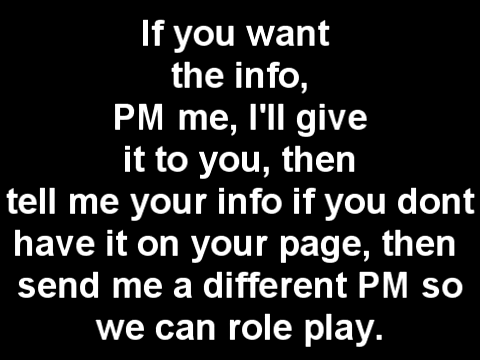 If you want
the info,
PM me, I'll give
it to you, then
tell me your info if you dont
have it on your page, then
send me a different PM so
we can role play.